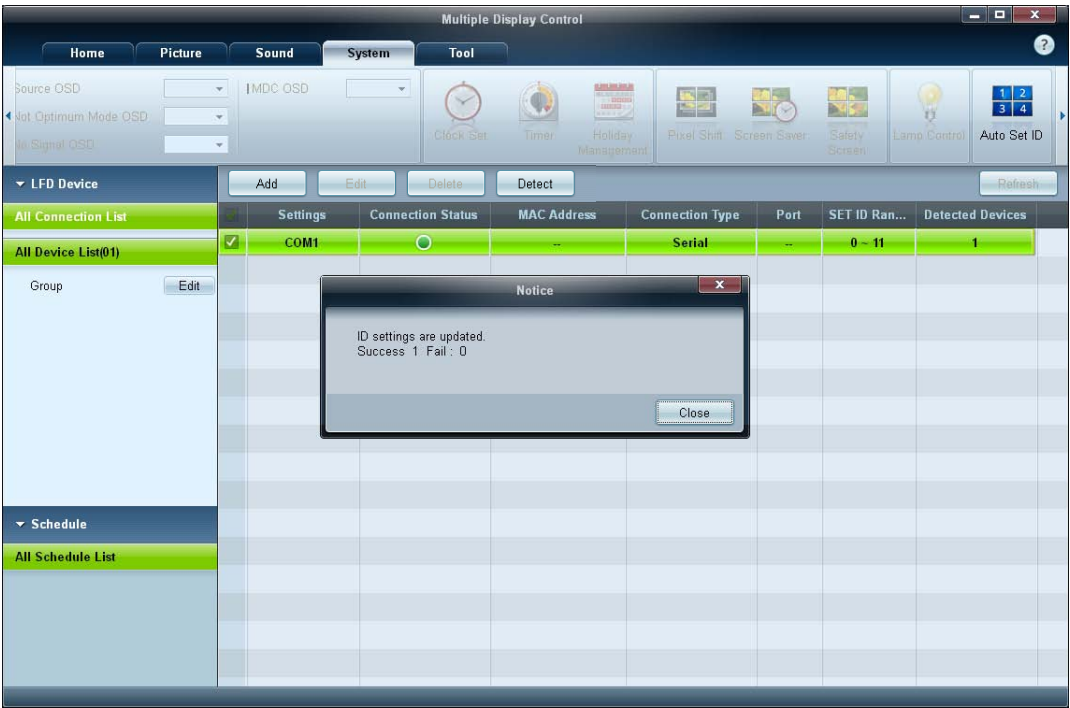 Multiple Display Control
Home Picture Sound System Tool
Source OSD
Not Optimum Mode OSD
No Signal OSD
MDC OSD
Clock Set
Timer
Holiday
Management
Pixel Shift
Screen Saver
Safety
Screen
Lamp Control
1 2
3 4
Auto Set ID
LFD Device
Add Edit Delete Detect Refresh
All Connection List
Settings Connection Status MAC Address Connection Type Port SET ID Ran... Detected Devices
COM1 -- Serial -- 0 ~ 11 1
All Device List(01)
Group Edit
Notice
ID settings are updated.
Success 1 Fail : 0
Close
Schedule
All Schedule List